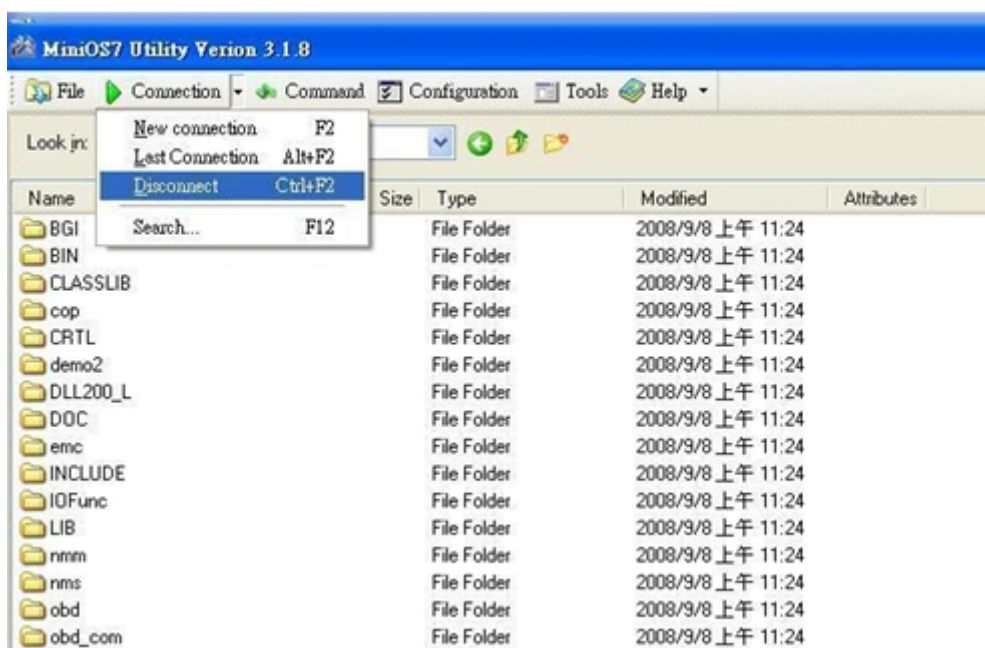 MiniOS7 Utility Verion 3.1.8
File Connection Command Configuration Tools Help
New connection F2
Look in:
Last Connection Alt+F2
Disconnect Ctrl+F2
Name Size Type Modified Attributes
Search... F12
BGI File Folder 2008/9/8 上午 11:24
BIN File Folder 2008/9/8 上午 11:24
CLASSLIB File Folder 2008/9/8 上午 11:24
cop File Folder 2008/9/8 上午 11:24
CRTL File Folder 2008/9/8 上午 11:24
demo2 File Folder 2008/9/8 上午 11:24
DLL200_L File Folder 2008/9/8 上午 11:24
DOC File Folder 2008/9/8 上午 11:24
emc File Folder 2008/9/8 上午 11:24
INCLUDE File Folder 2008/9/8 上午 11:24
IOFunc File Folder 2008/9/8 上午 11:24
LIB File Folder 2008/9/8 上午 11:24
nmm File Folder 2008/9/8 上午 11:24
nms File Folder 2008/9/8 上午 11:24
obd File Folder 2008/9/8 上午 11:24
obd_com File Folder 2008/9/8 上午 11:24